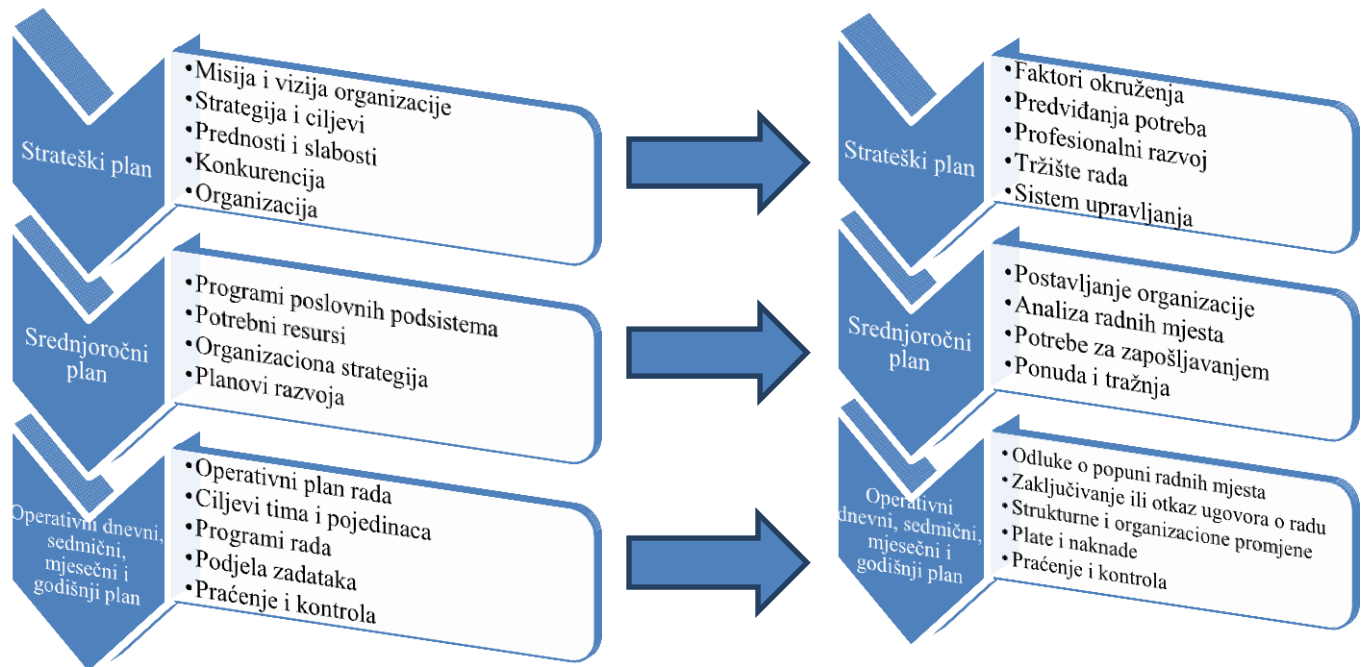 Strateški plan
•Misija i vizija organizacije
•Strategija i ciljevi
•Prednosti i slabosti
•Konkurencija
•Organizacija
Srednjoročni
plan
•Programi poslovnih podsistema
•Potrebni resursi
•Organizaciona strategija
•Planovi razvoja
Operativni dnevni,
sedmični,
mjesečni i
godišnji plan
•Operativni plan rada
•Ciljevi tima i pojedinaca
•Programi rada
•Podjela zadataka
•Praćenje i kontrola
Strateški plan
•Faktori okruženja
•Predviđanja potreba
•Profesionalni razvoj
•Tržište rada
•Sistem upravljanja
Srednjoročni
plan
•Postavljanje organizacije
•Analiza radnih mjesta
•Potrebe za zapošljavanjem
•Ponuda i tražnja
Operativni
dnevni, sedmični,
mjesečni i
godišnji plan
•Odluke o popuni radnih mjesta
•Zaključivanje ili otkaz ugovora o radu
•Strukturne i organizacione promjene
•Plate i naknade
•Praćenje i kontrola